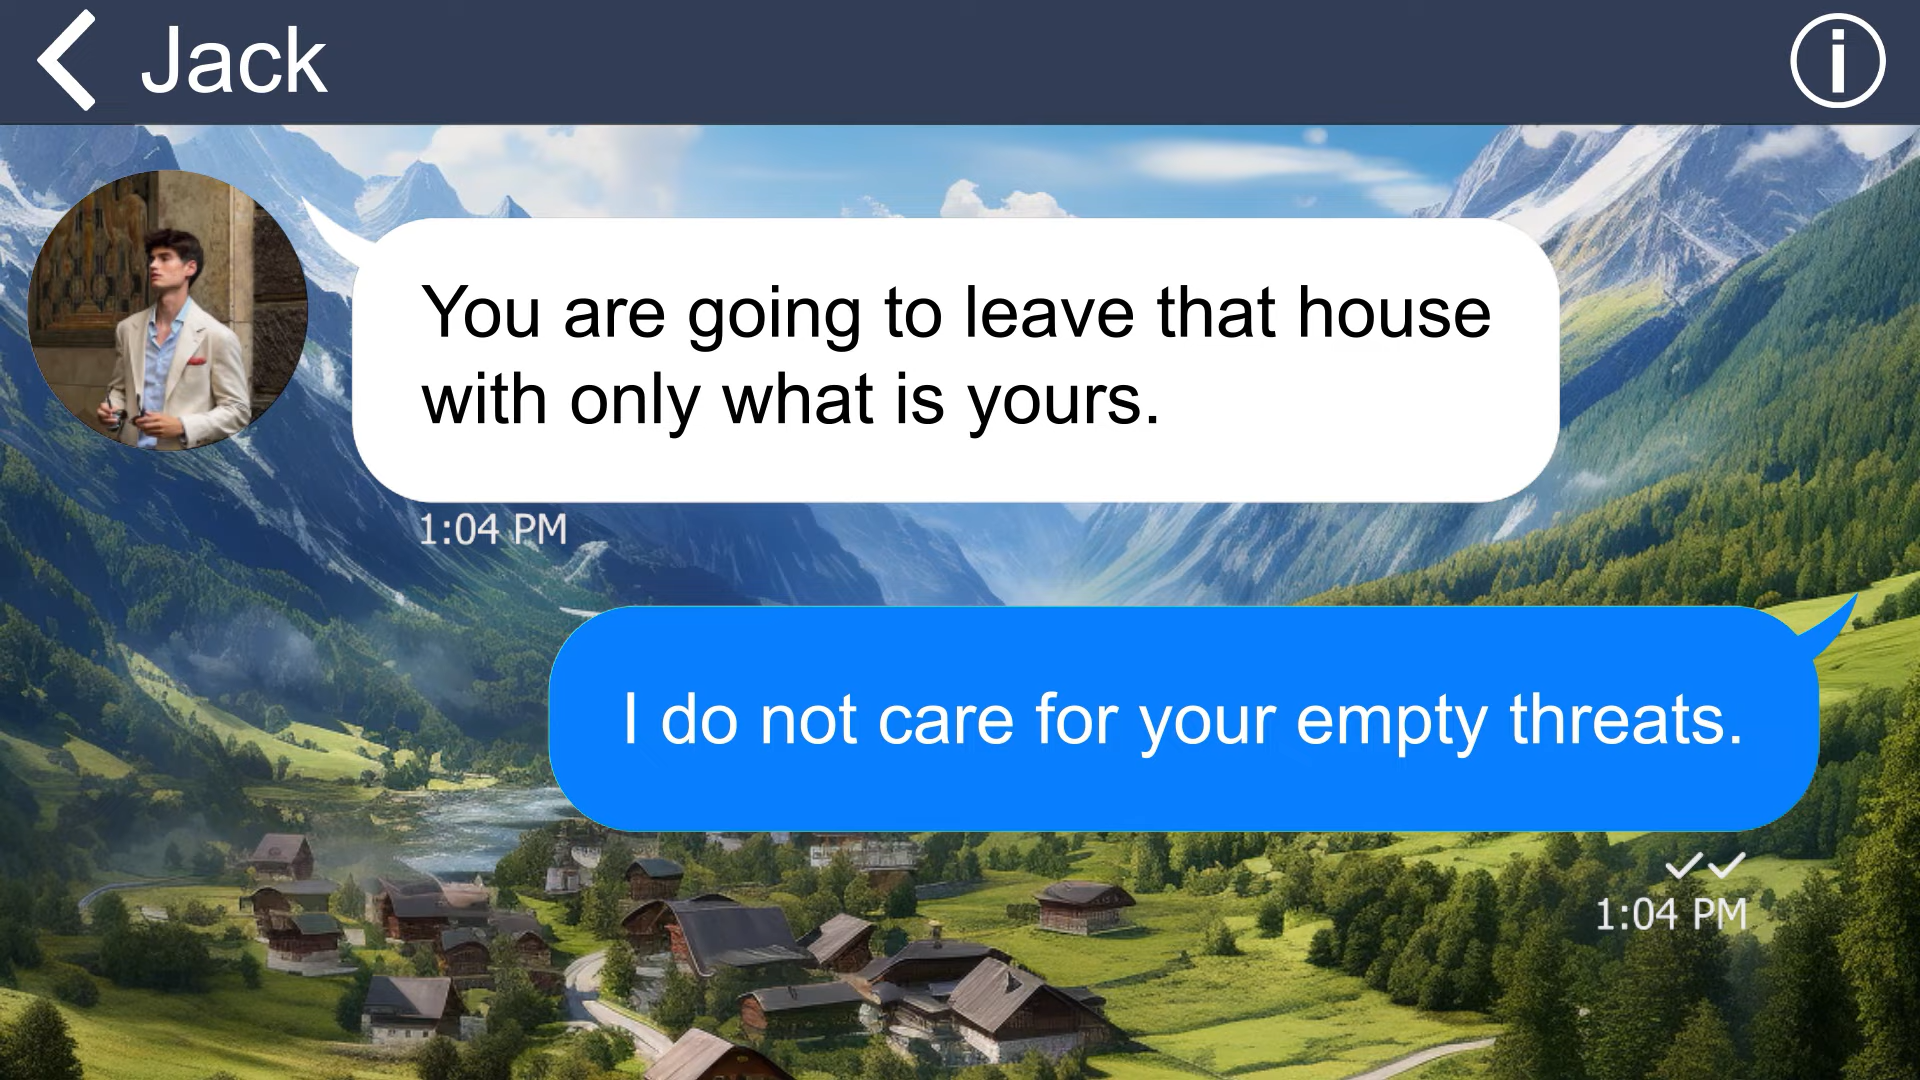 Jack
You are going to leave that house
with only what is yours.
1:04 PM
I do not care for your empty threats.
1:04 PM